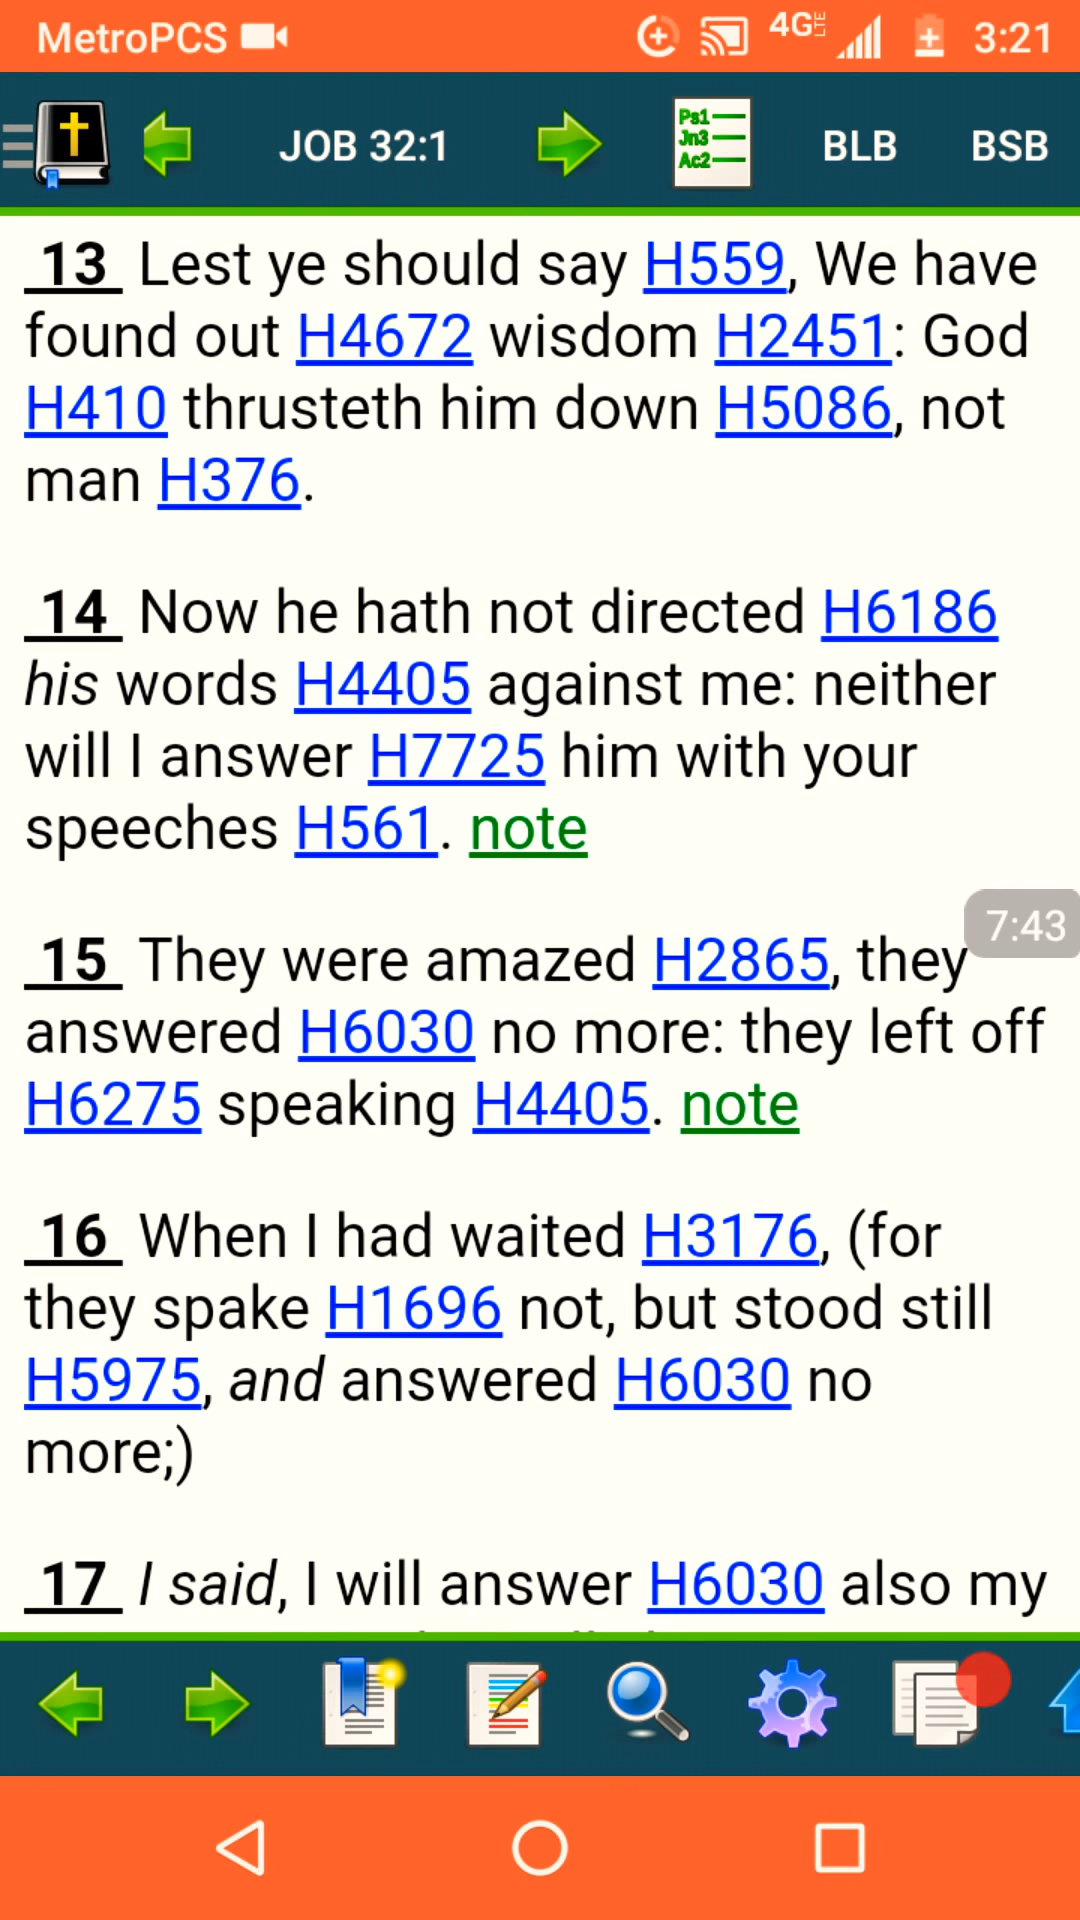 MetroPCS 4G LTE 3:21
JOB 32:1 Ps1 Jn3 Ac2 BLB BSB
13 Lest ye should say H559, We have
found out H4672 wisdom H2451: God
H410 thrusteth him down H5086, not
man H376.
14 Now he hath not directed H6186
his words H4405 against me: neither
will I answer H7725 him with your
speeches H561. note
7:43
15 They were amazed H2865, they
answered H6030 no more: they left off
H6275 speaking H4405. note
16 When I had waited H3176, (for
they spake H1696 not, but stood still
H5975, and answered H6030 no
more;)
17 I said, I will answer H6030 also my